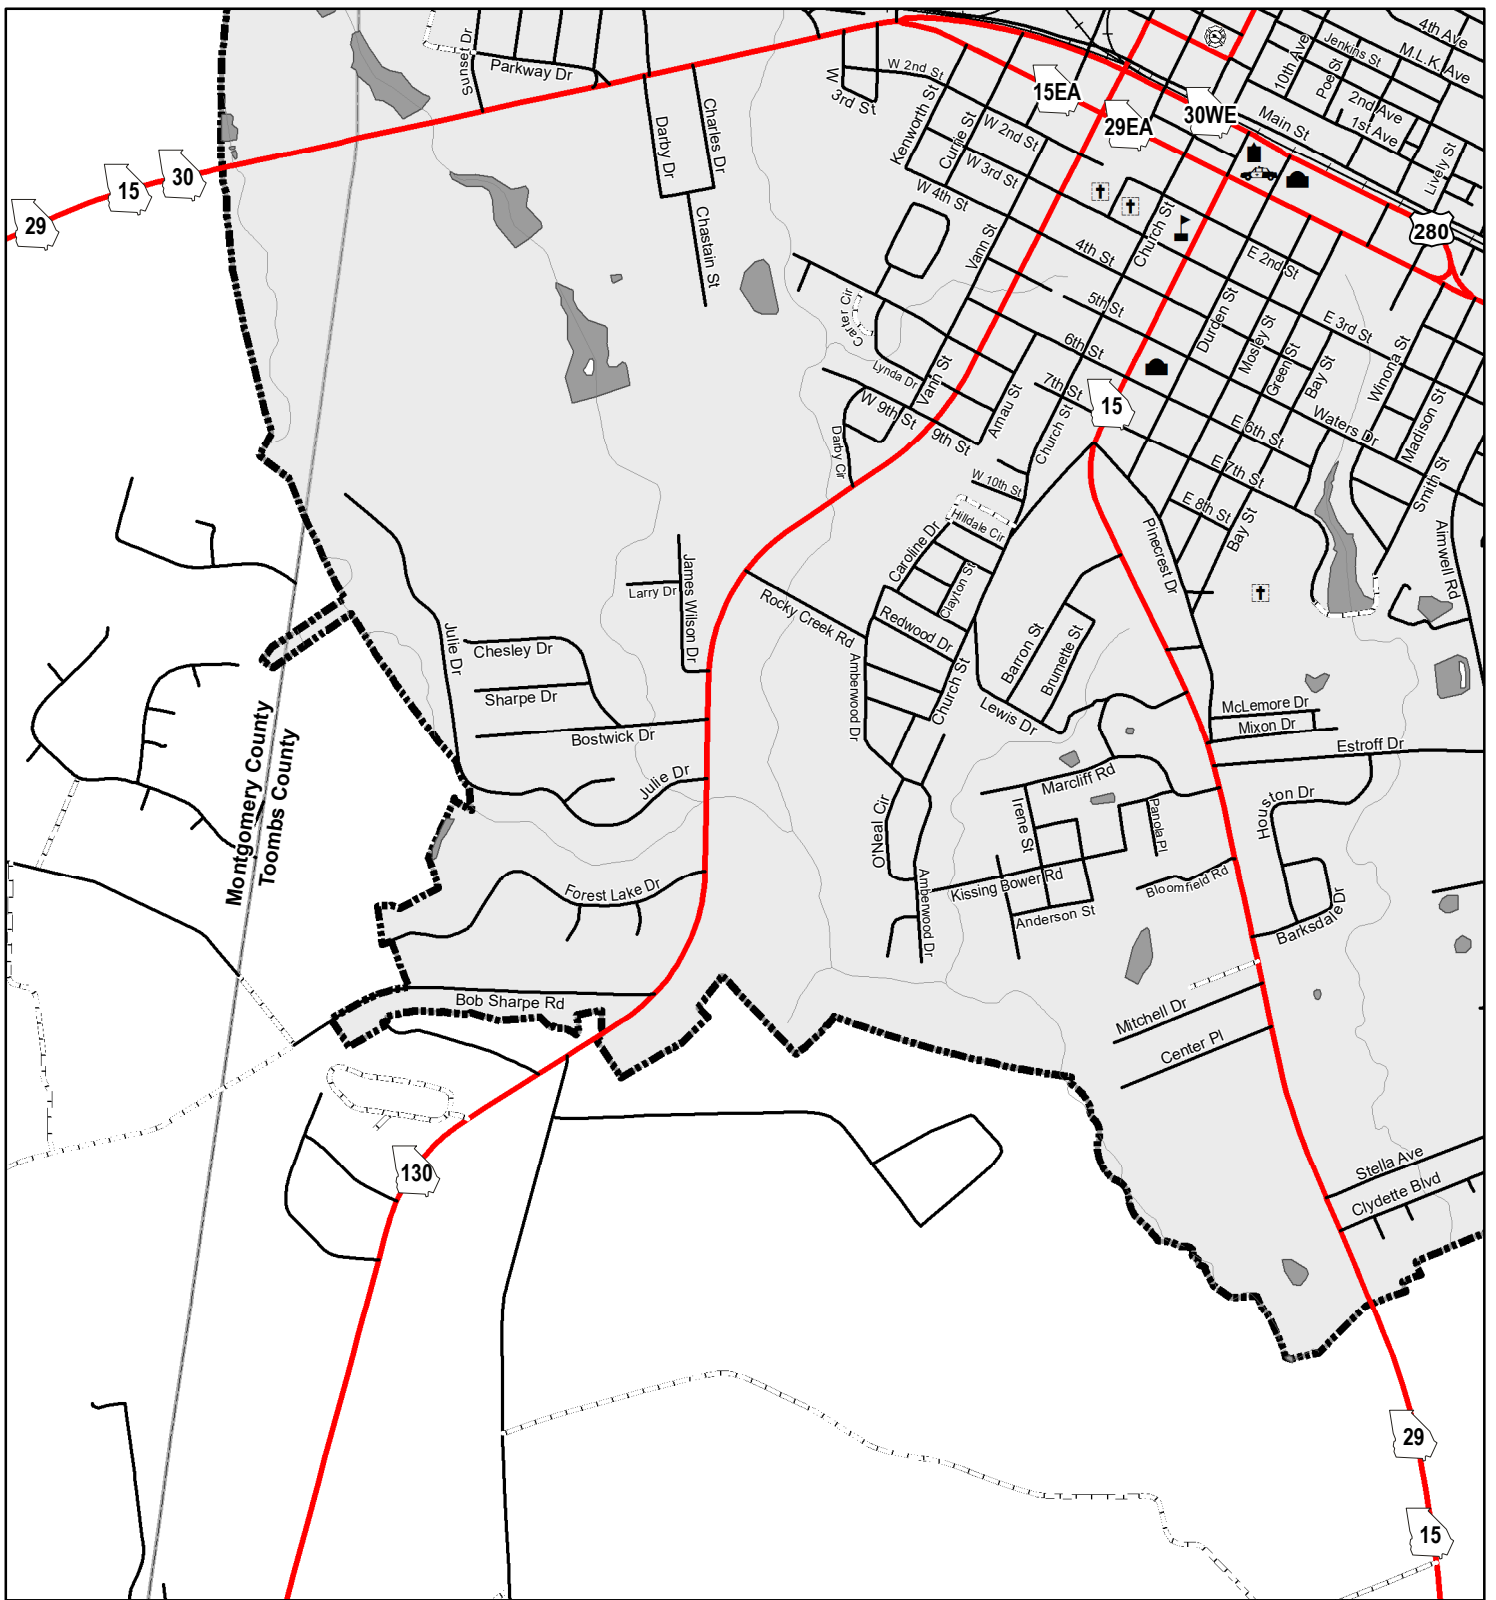 4th Ave
M.L.K. Ave
Jenkins St
10th Ave
Poe St
2nd Ave
1st Ave
Main St
Lively St
Sunset Dr
Parkway Dr
W 3rd St
W 2nd St
15EA
29EA
30WE
280
Darby Dr
Charles Dr
Chastain St
Kenworth St
Currie St
W 2nd St
W 3rd St
W 4th St
Vann St
4th St
Church St
E 2nd St
29
15
30
5th St
6th St
7th St
Durden St
Mosley St
Green St
Bay St
E 3rd St
Winona St
Madison St
Waters Dr
Smith St
Carter Cir
Lynda Dr
Vann St
W 9th St
9th St
Arnau St
Church St
15
E 6th St
E 7th St
E 8th St
Bay St
Aimwell Rd
Darby Cir
W 10th St
Hilldale Cir
Caroline Dr
Clayton St
Pinecrest Dr
James Wilson Dr
Larry Dr
Rocky Creek Rd
Redwood Dr
Amberwood Dr
Church St
Barron St
Brumette St
Lewis Dr
Julie Dr
Chesley Dr
Sharpe Dr
Bostwick Dr
Julie Dr
McLemore Dr
Mixon Dr
Estroff Dr
Marcliff Rd
Irene St
Panola Pl
Houston Dr
Montgomery County
Toombs County
O'Neal Cir
Amberwood Dr
Kissing Bower Rd
Anderson St
Bloomfield Rd
Barksdale Dr
Forest Lake Dr
Bob Sharpe Rd
Mitchell Dr
Center Pl
Stella Ave
Clydette Blvd
130
29
15